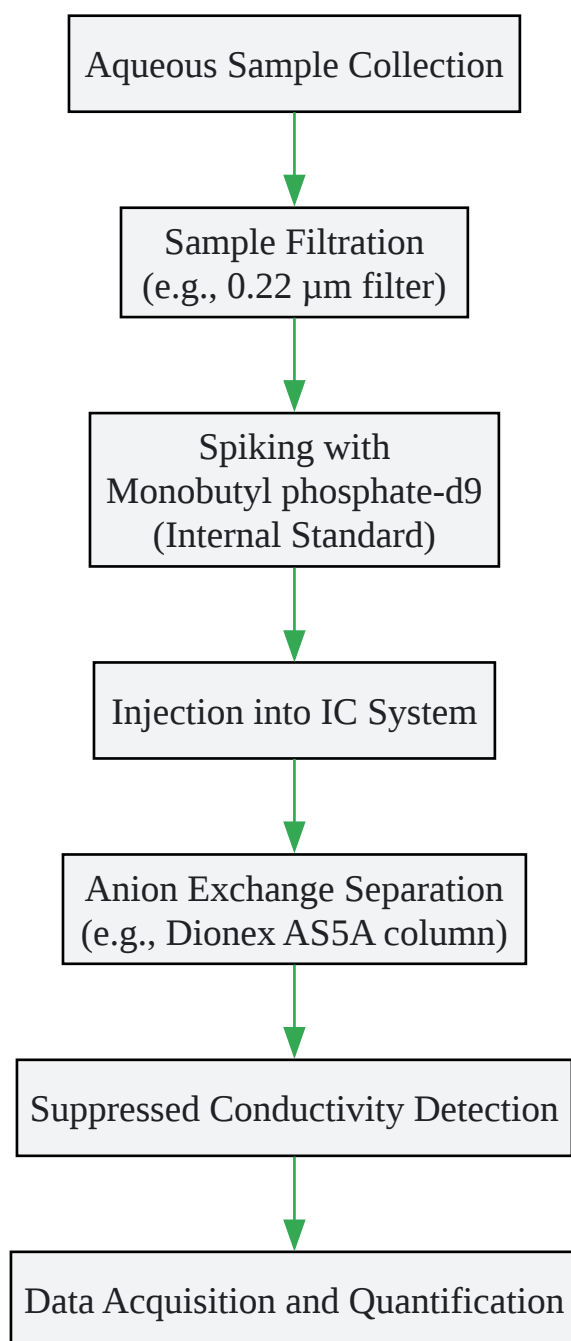 Aqueous Sample Collection
Sample Filtration
(e.g., 0.22 µm filter)
Spiking with
Monobutyl phosphate-d9
(Internal Standard)
Injection into IC System
Anion Exchange Separation
(e.g., Dionex AS5A column)
Suppressed Conductivity Detection
Data Acquisition and Quantification